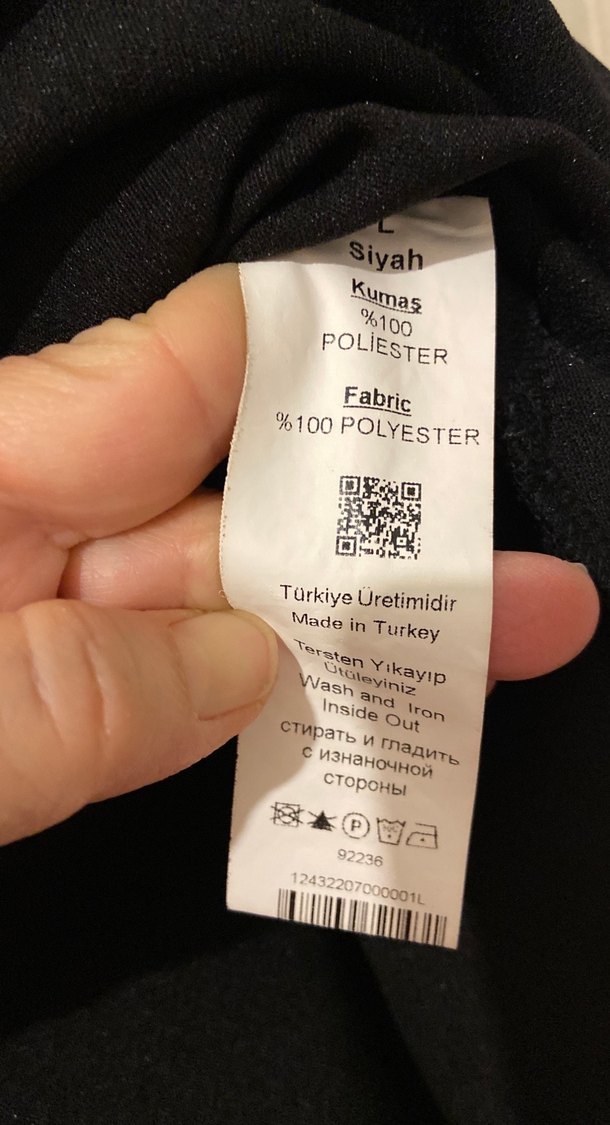 L
Siyah
Kumaş
%100
POLİESTER
Fabric
%100 POLYESTER
Türkiye Üretimidir
Made in Turkey
Tersten Yıkayıp
Ütüleyiniz
Wash and Iron
Inside Out
стирать и гладить
с изнаночной
стороны
P
92236
12432207000001L